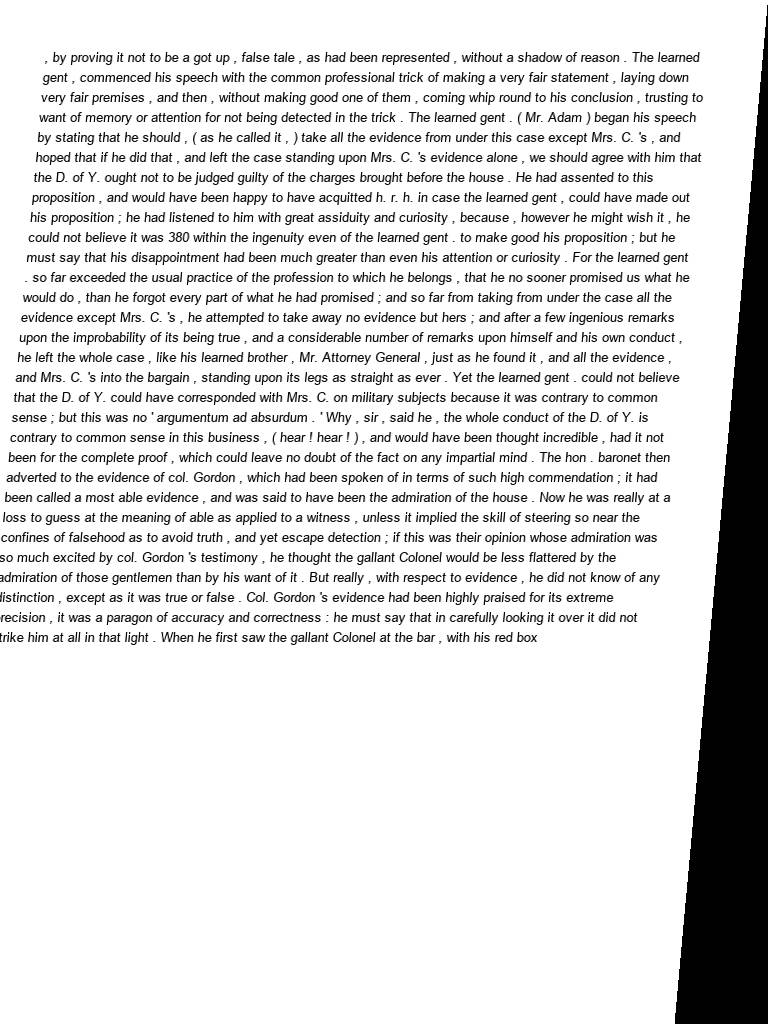 , by proving it not to be a got up , false tale , as had been represented , without a shadow of reason . The learned
gent , commenced his speech with the common professional trick of making a very fair statement , laying down
very fair premises , and then , without making good one of them , coming whip round to his conclusion , trusting to
want of memory or attention for not being detected in the trick . The learned gent . ( Mr. Adam ) began his speech
by stating that he should , ( as he called it , ) take all the evidence from under this case except Mrs. C. 's , and
hoped that if he did that , and left the case standing upon Mrs. C. 's evidence alone , we should agree with him that
the D. of Y. ought not to be judged guilty of the charges brought before the house . He had assented to this
proposition , and would have been happy to have acquitted h. r. h. in case the learned gent , could have made out
his proposition ; he had listened to him with great assiduity and curiosity , because , however he might wish it , he
could not believe it was 380 within the ingenuity even of the learned gent . to make good his proposition ; but he
must say that his disappointment had been much greater than even his attention or curiosity . For the learned gent
. so far exceeded the usual practice of the profession to which he belongs , that he no sooner promised us what he
would do , than he forgot every part of what he had promised ; and so far from taking from under the case all the
evidence except Mrs. C. 's , he attempted to take away no evidence but hers ; and after a few ingenious remarks
upon the improbability of its being true , and a considerable number of remarks upon himself and his own conduct ,
he left the whole case , like his learned brother , Mr. Attorney General , just as he found it , and all the evidence ,
and Mrs. C. 's into the bargain , standing upon its legs as straight as ever . Yet the learned gent . could not believe
that the D. of Y. could have corresponded with Mrs. C. on military subjects because it was contrary to common
sense ; but this was no ' argumentum ad absurdum . ' Why , sir , said he , the whole conduct of the D. of Y. is
contrary to common sense in this business , ( hear ! hear ! ) , and would have been thought incredible , had it not
been for the complete proof , which could leave no doubt of the fact on any impartial mind . The hon . baronet then
adverted to the evidence of col. Gordon , which had been spoken of in terms of such high commendation ; it had
been called a most able evidence , and was said to have been the admiration of the house . Now he was really at a
loss to guess at the meaning of able as applied to a witness , unless it implied the skill of steering so near the
confines of falsehood as to avoid truth , and yet escape detection ; if this was their opinion whose admiration was
so much excited by col. Gordon 's testimony , he thought the gallant Colonel would be less flattered by the
admiration of those gentlemen than by his want of it . But really , with respect to evidence , he did not know of any
distinction , except as it was true or false . Col. Gordon 's evidence had been highly praised for its extreme
recision , it was a paragon of accuracy and correctness : he must say that in carefully looking it over it did not
trike him at all in that light . When he first saw the gallant Colonel at the bar , with his red box